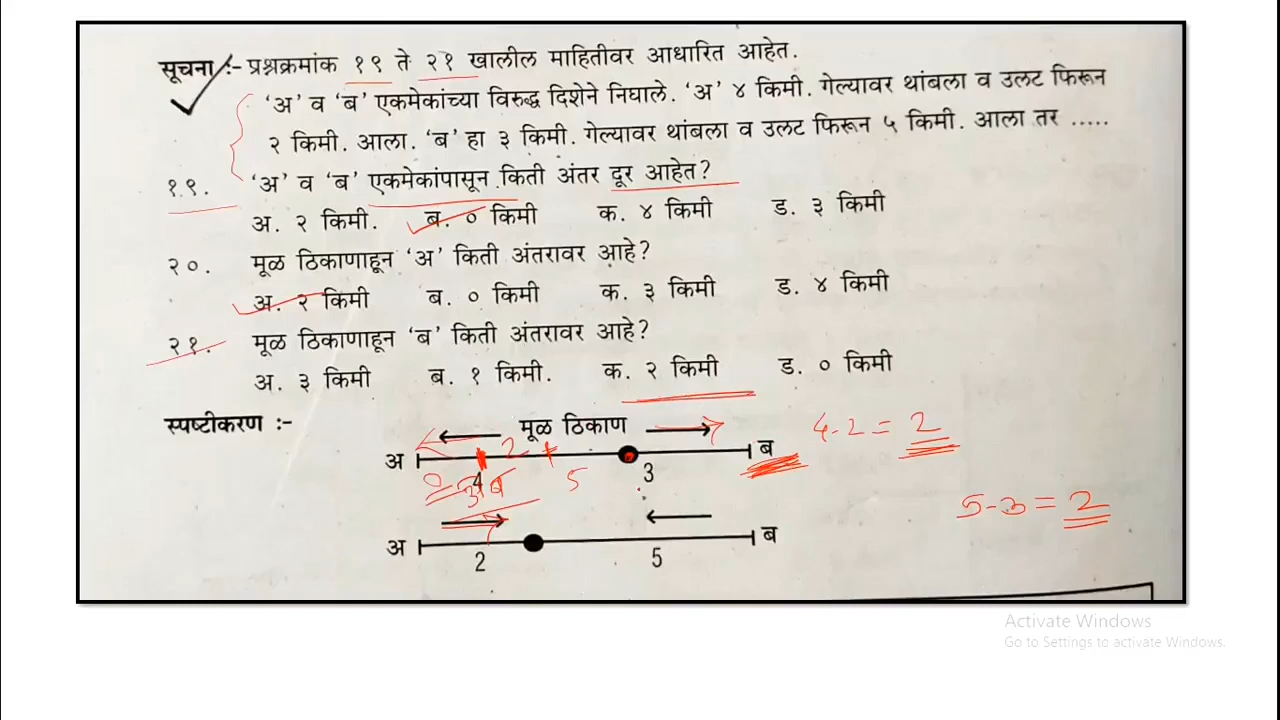 सूचना :- प्रश्नक्रमांक १९ ते २१ खालील माहितीवर आधारित आहेत.
'अ' व 'ब' एकमेकांच्या विरुद्ध दिशेने निघाले. 'अ' ४ किमी. गेल्यावर थांबला व उलट फिरून
२ किमी. आला. 'ब' हा ३ किमी. गेल्यावर थांबला व उलट फिरून ५ किमी. आला तर .....
१९. 'अ' व 'ब' एकमेकांपासून किती अंतर दूर आहेत?
अ. २ किमी. ब. ० किमी क. ४ किमी ड. ३ किमी
२०. मूळ ठिकाणाहून 'अ' किती अंतरावर आहे?
अ. २ किमी ब. ० किमी क. ३ किमी ड. ४ किमी
२१. मूळ ठिकाणाहून 'ब' किती अंतरावर आहे?
अ. ३ किमी ब. १ किमी. क. २ किमी ड. ० किमी
स्पष्टीकरण :- मूळ ठिकाण 4-2=2
अ 2 ब
4 5 3
अब
5-3=2
अ ब
2 5
Activate Windows
Go to Settings to activate Windows.